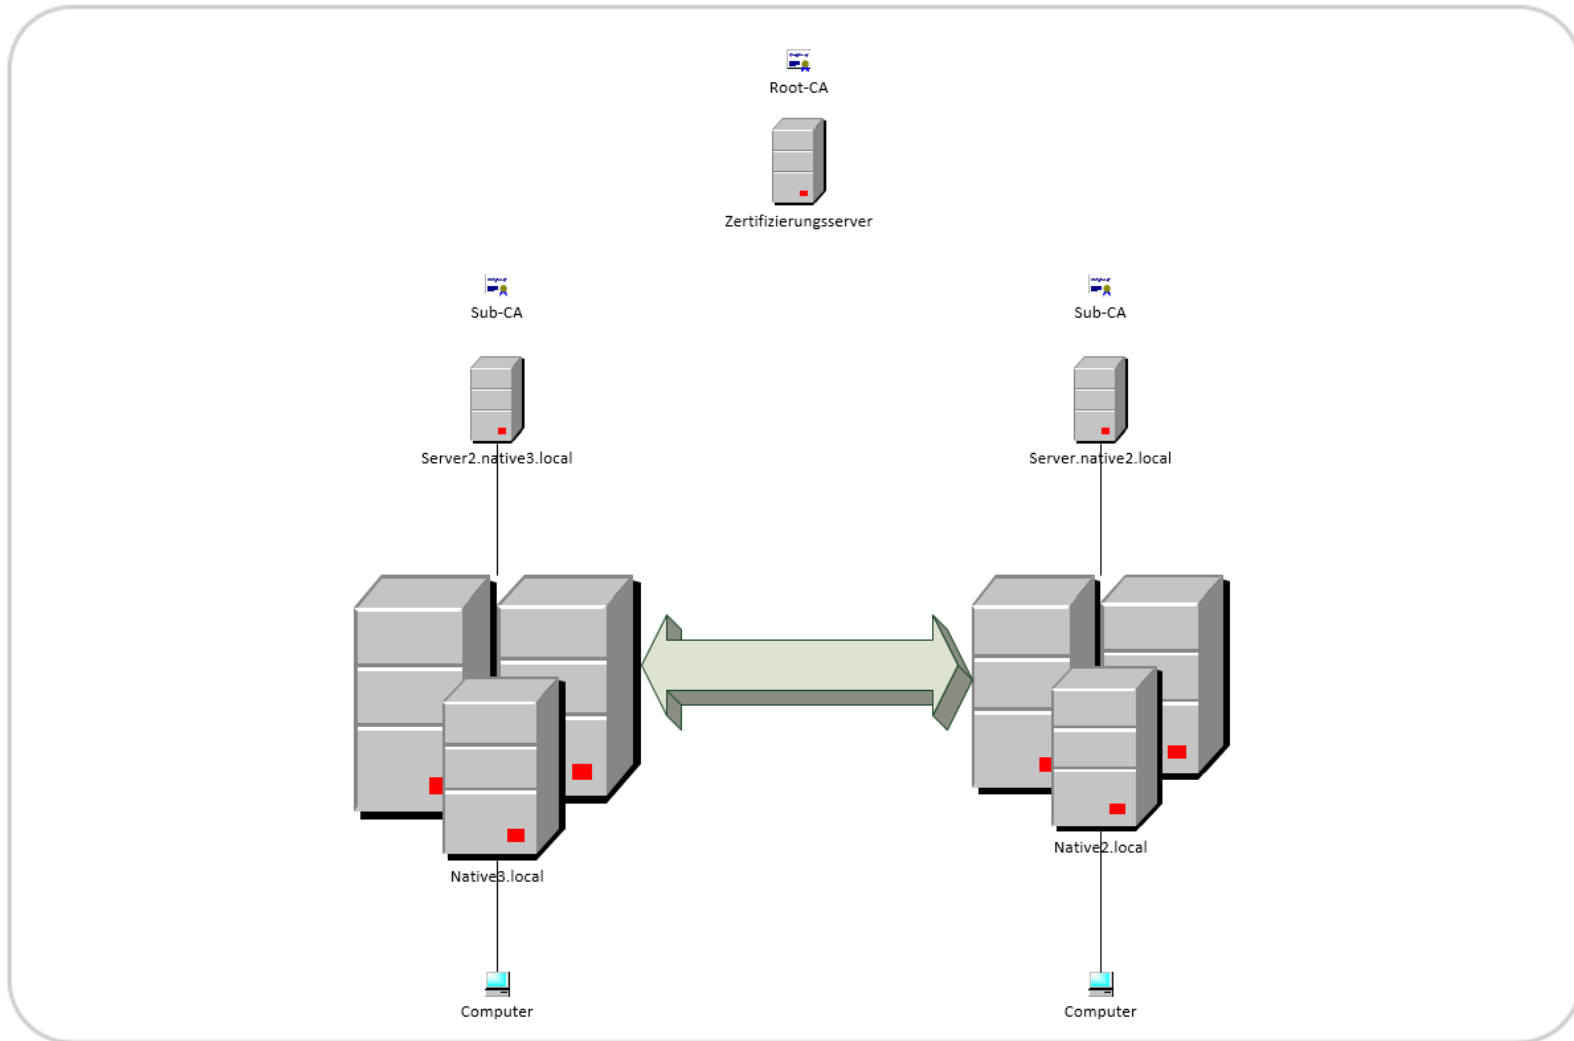 Root-CA
Zertifizierungsserver
Sub-CA
Sub-CA
Server2.native3.local
Server.native2.local
Native2.local
Native3.local
Computer
Computer